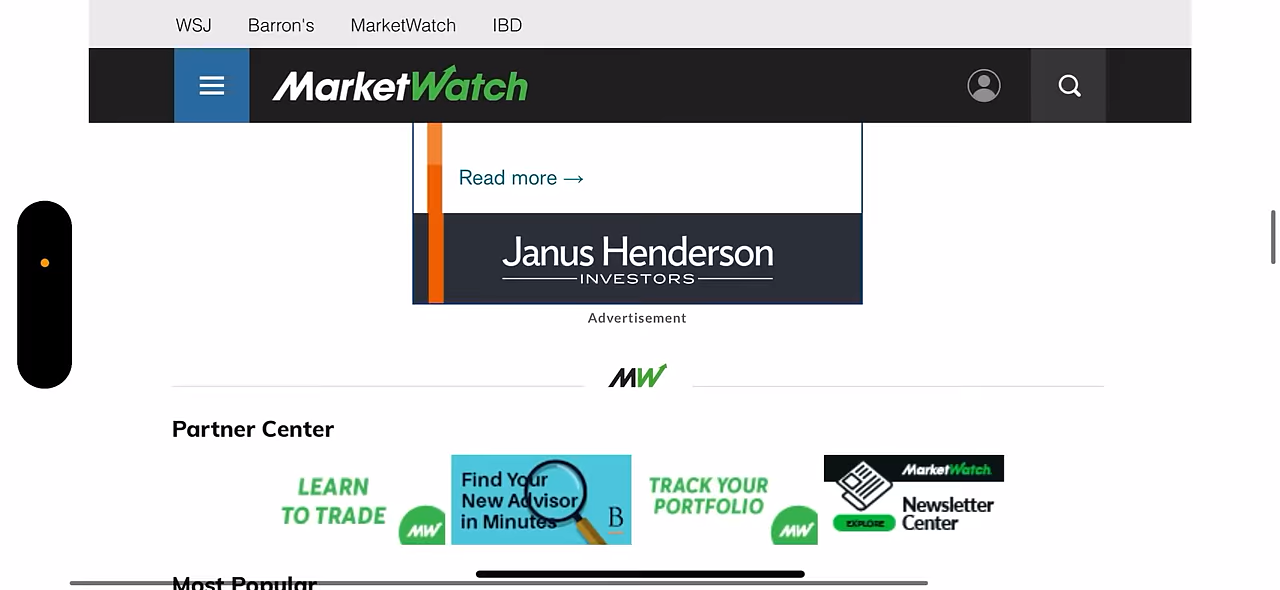 WSJ Barron's MarketWatch IBD
MarketWatch
Read more →
Janus Henderson
INVESTORS
Advertisement
MW
Partner Center
LEARN
TO TRADE
MW
Find Your
New Advisor
in Minutes
B
TRACK YOUR
PORTFOLIO
MW
MarketWatch
Newsletter
Center
EXPLORE
Most Popular